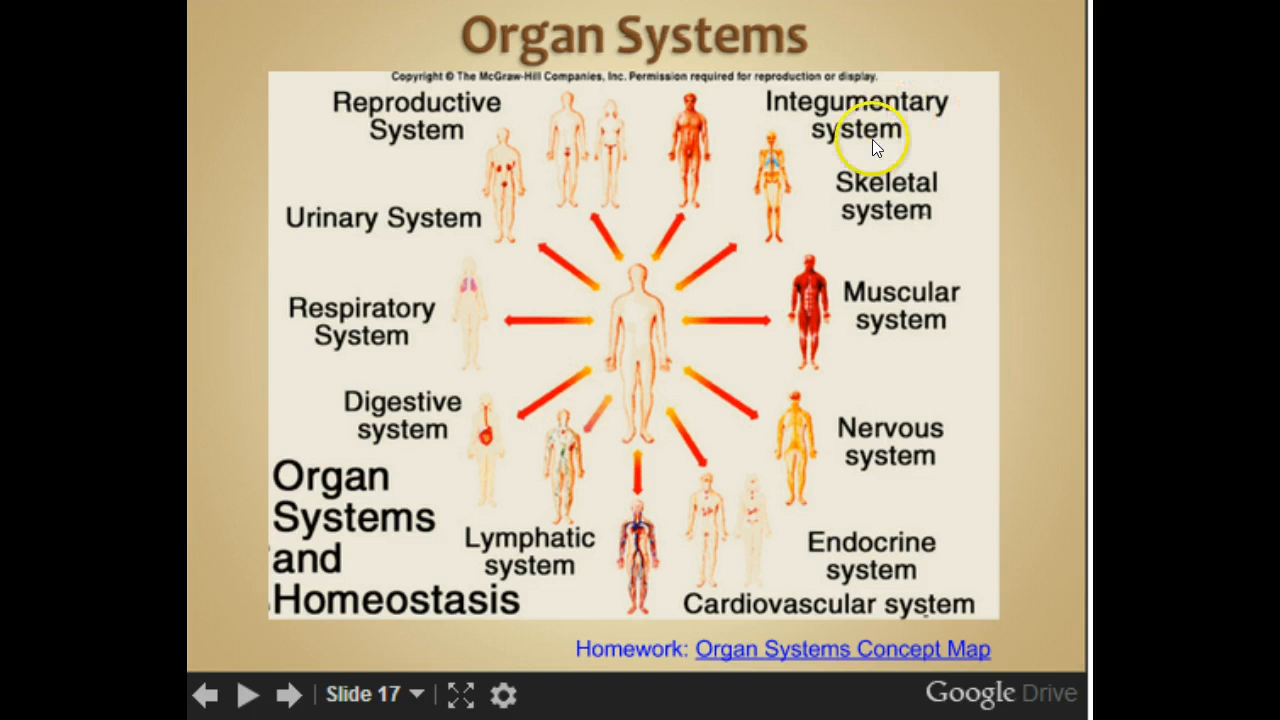 Organ Systems
Copyright © The McGraw-Hill Companies, Inc. Permission required for reproduction or display.
Reproductive
System
Integumentary
system
Skeletal
system
Urinary System
Respiratory
System
Muscular
system
Digestive
system
Nervous
system
Organ
Systems
and
Homeostasis
Lymphatic
system
Endocrine
system
Cardiovascular system
Homework: Organ Systems Concept Map
Slide 17
Google Drive